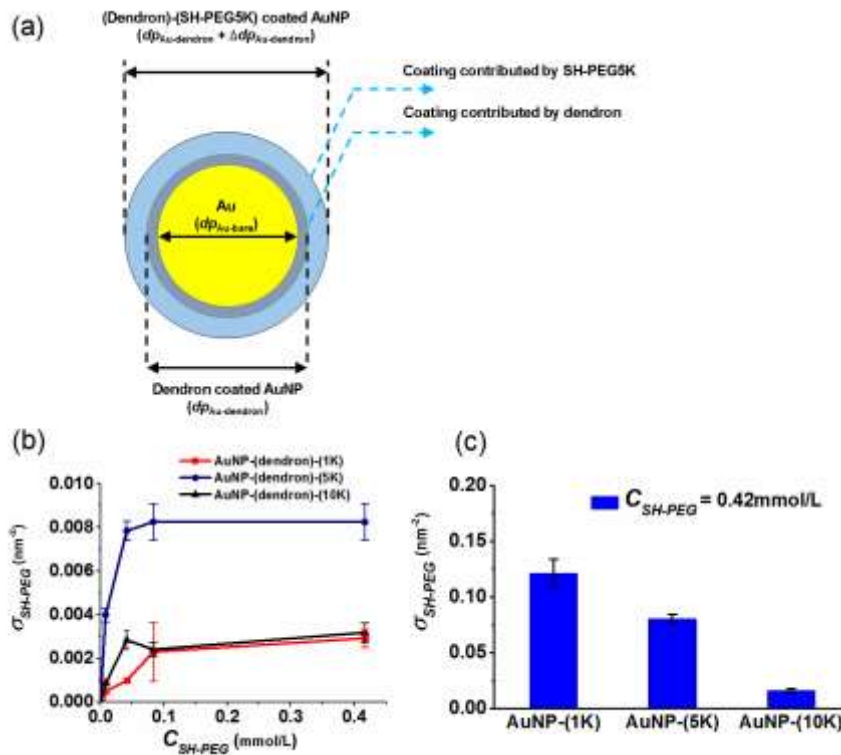 (a)
(Dendron)-(SH-PEG5K) coated AuNP
(dpAu-dendron + ΔdpAu-dendron)
Coating contributed by SH-PEG5K
Coating contributed by dendron
Au
(dpAu-bare)
Dendron coated AuNP
(dpAu-dendron)
(b)
AuNP-(dendron)-(1K)
AuNP-(dendron)-(5K)
AuNP-(dendron)-(10K)
0.010
0.008
0.006
0.004
0.002
0.000
σSH-PEG (nm-2)
0.0
0.1
0.2
0.3
0.4
CSH-PEG (mmol/L)
(c)
CSH-PEG = 0.42mmol/L
0.20
0.15
0.10
0.05
0.00
σSH-PEG (nm-2)
AuNP-(1K)
AuNP-(5K)
AuNP-(10K)